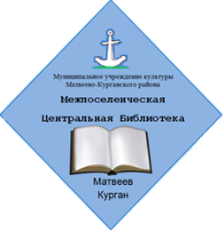 Муниципальное учреждение культуры
Матвеево-Курганского района
Межпоселенческая
Центральная Библиотека
Матвеев
Курган